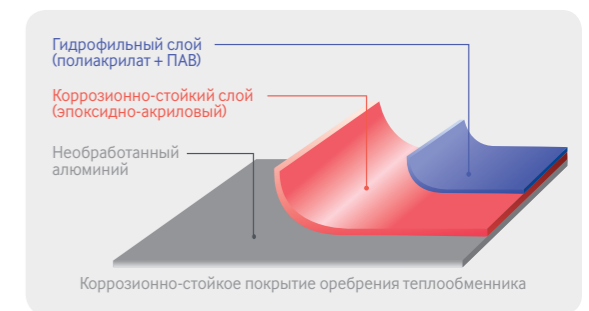 Гидрофильный слой
(полиакрилат + ПАВ)
Коррозионно-стойкий слой
(эпоксидно-акриловый)
Необработанный
алюминий
Коррозионно-стойкое покрытие оребрения теплообменника